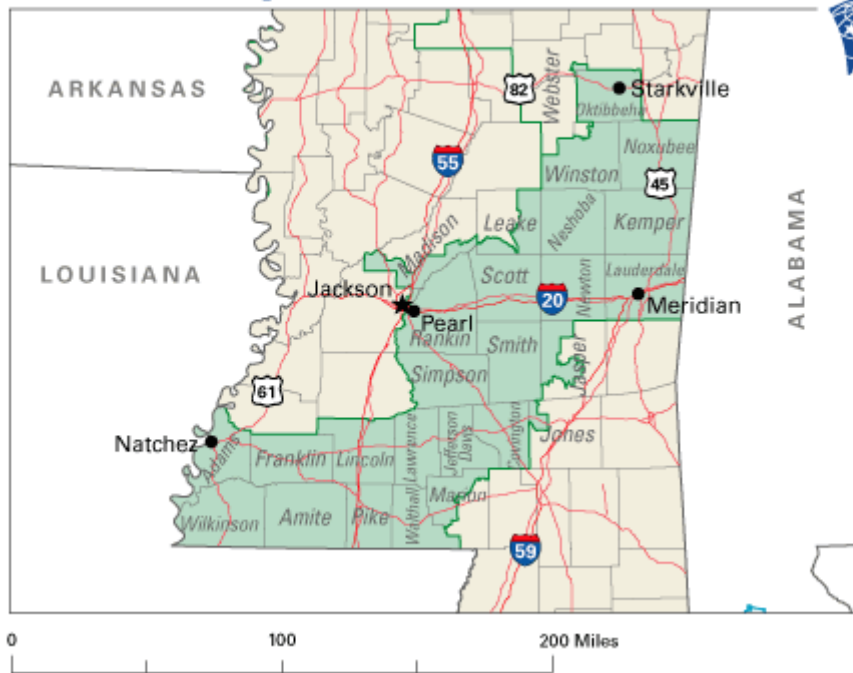 ARKANSAS
82
Webster
Starkville
Oktibbeha
55
Noxubee
Winston
45
LOUISIANA
Madison
Leake
Neshoba
Kemper
ALABAMA
Jackson
Scott
20
Newton
Lauderdale
Meridian
Pearl
Rankin
Smith
Jasper
Simpson
61
Natchez
Adams
Franklin
Lincoln
Lawrence
Jefferson
Davis
Covington
Jones
Wilkinson
Amite
Pike
Walthall
Marion
59
0 100 200 Miles